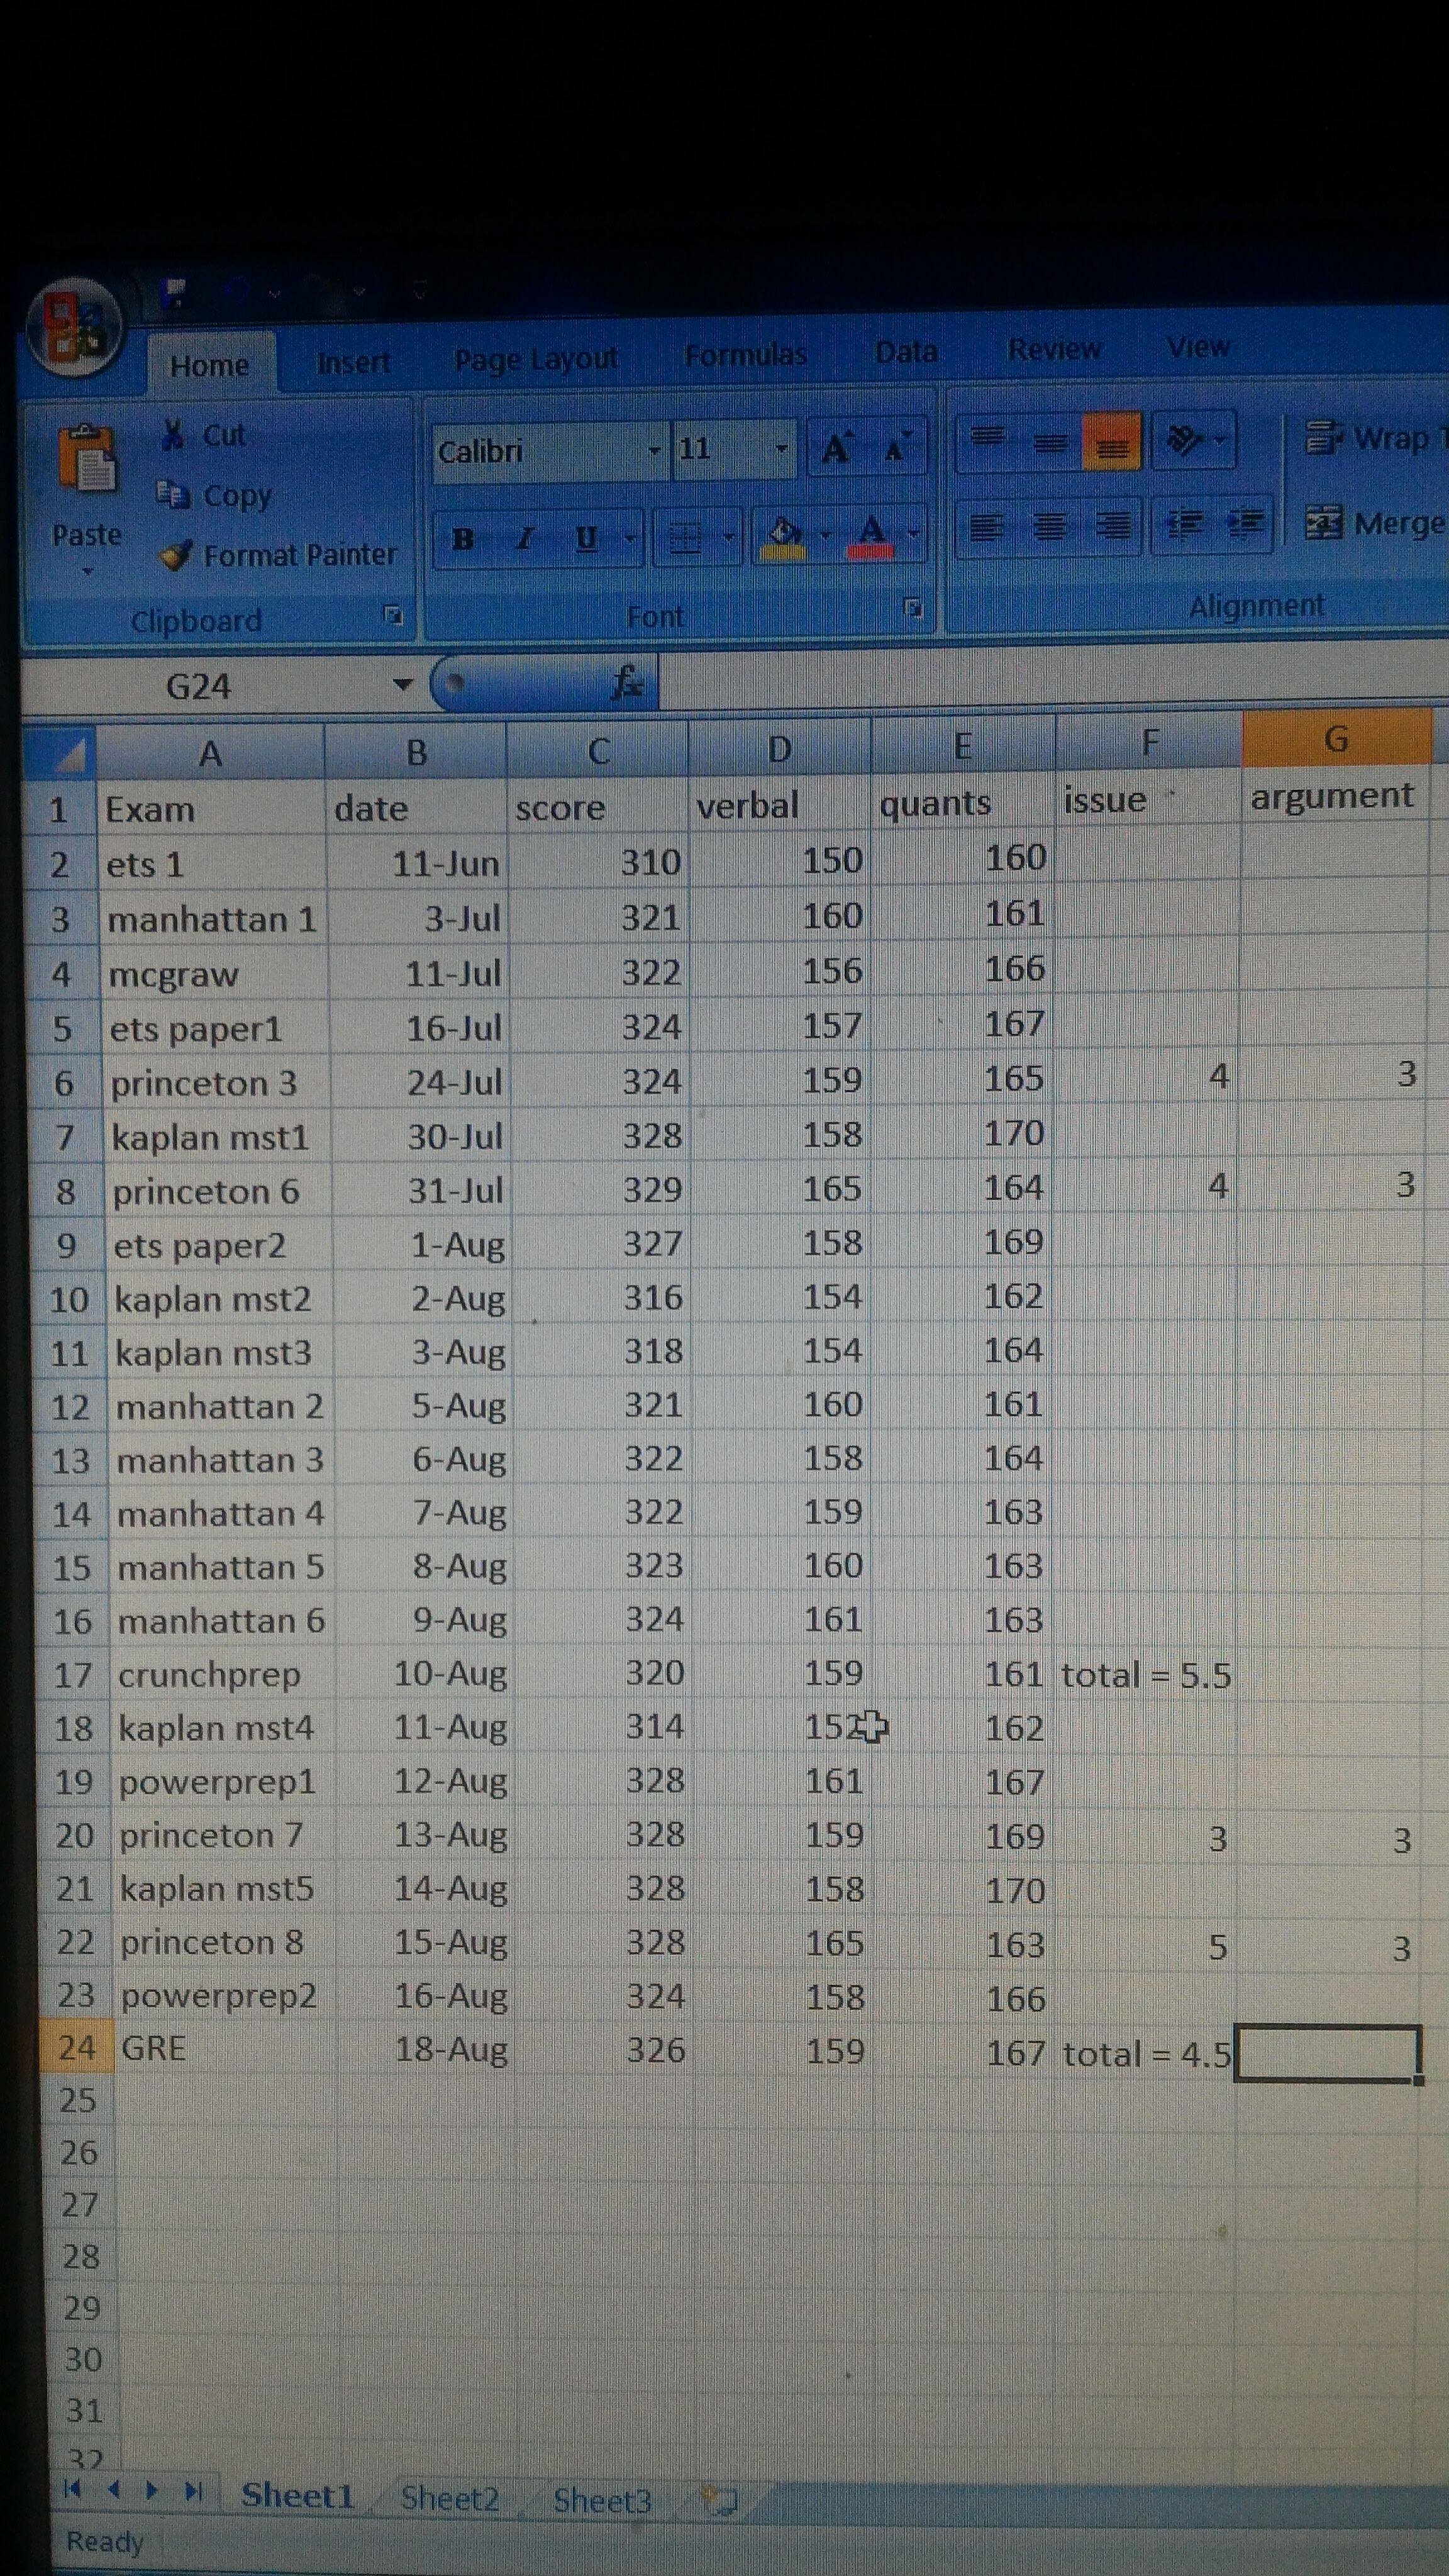 Home Insert Page Layout Formulas Data Review View
Cut
Copy
Paste
Format Painter
Calibri 11
B I U
Wrap
Merge
Clipboard Font Alignment
G24 fx
A B C D E F G
1 Exam date score verbal quants issue argument
2 ets 1 11-Jun 310 150 160
3 manhattan 1 3-Jul 321 160 161
4 mcgraw 11-Jul 322 156 166
5 ets paper1 16-Jul 324 157 167
6 princeton 3 24-Jul 324 159 165 4 3
7 kaplan mst1 30-Jul 328 158 170
8 princeton 6 31-Jul 329 165 164 4 3
9 ets paper2 1-Aug 327 158 169
10 kaplan mst2 2-Aug 316 154 162
11 kaplan mst3 3-Aug 318 154 164
12 manhattan 2 5-Aug 321 160 161
13 manhattan 3 6-Aug 322 158 164
14 manhattan 4 7-Aug 322 159 163
15 manhattan 5 8-Aug 323 160 163
16 manhattan 6 9-Aug 324 161 163
17 crunchprep 10-Aug 320 159 161 total = 5.5
18 kaplan mst4 11-Aug 314 152 162
19 powerprep1 12-Aug 328 161 167
20 princeton 7 13-Aug 328 159 169 3 3
21 kaplan mst5 14-Aug 328 158 170
22 princeton 8 15-Aug 328 165 163 5 3
23 powerprep2 16-Aug 324 158 166
24 GRE 18-Aug 326 159 167 total = 4.5
25
26
27
28
29
30
31
32
Sheet1 Sheet2 Sheet3
Ready